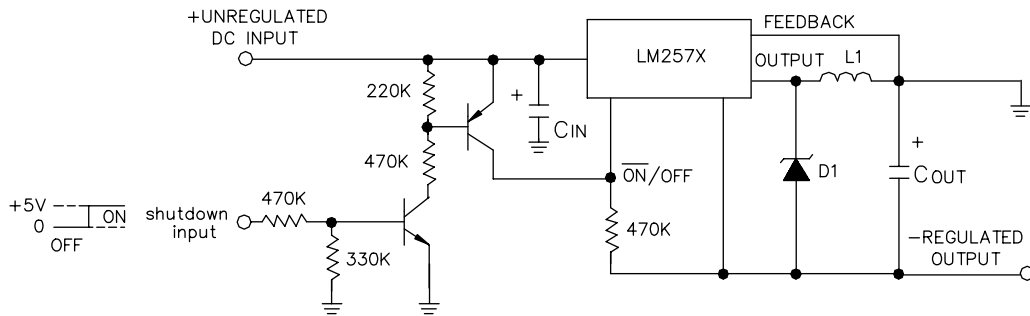 +UNREGULATED
DC INPUT
FEEDBACK
LM257X
OUTPUT
L1
220K
+
CIN
470K
ON/OFF
D1
+
COUT
+5V
ON
0
OFF
shutdown
input
470K
330K
470K
–REGULATED
OUTPUT